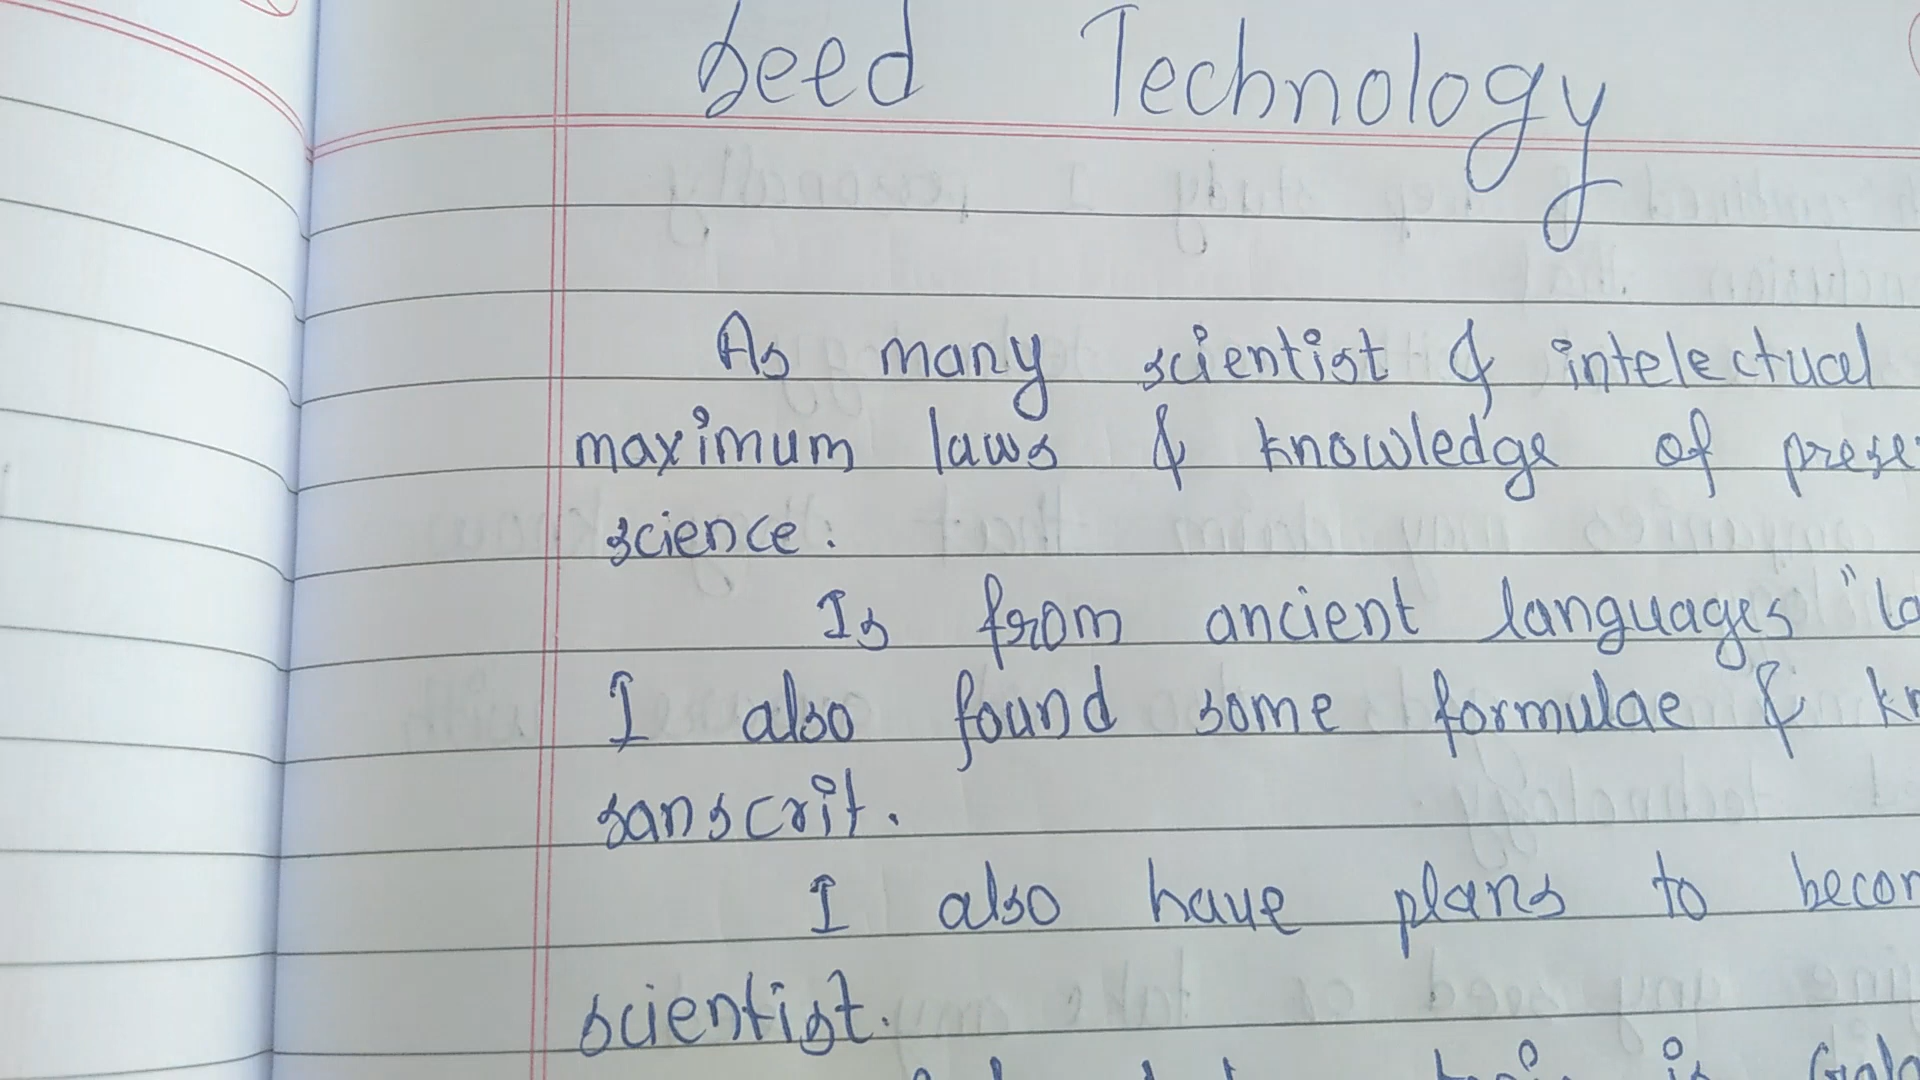 Seed Technology
As many scientist & intelectual
maximum laws & knowledge of
science.
Is from ancient languages "
I also found some formulae &
sanscrit.
I also have plans to
scientist.